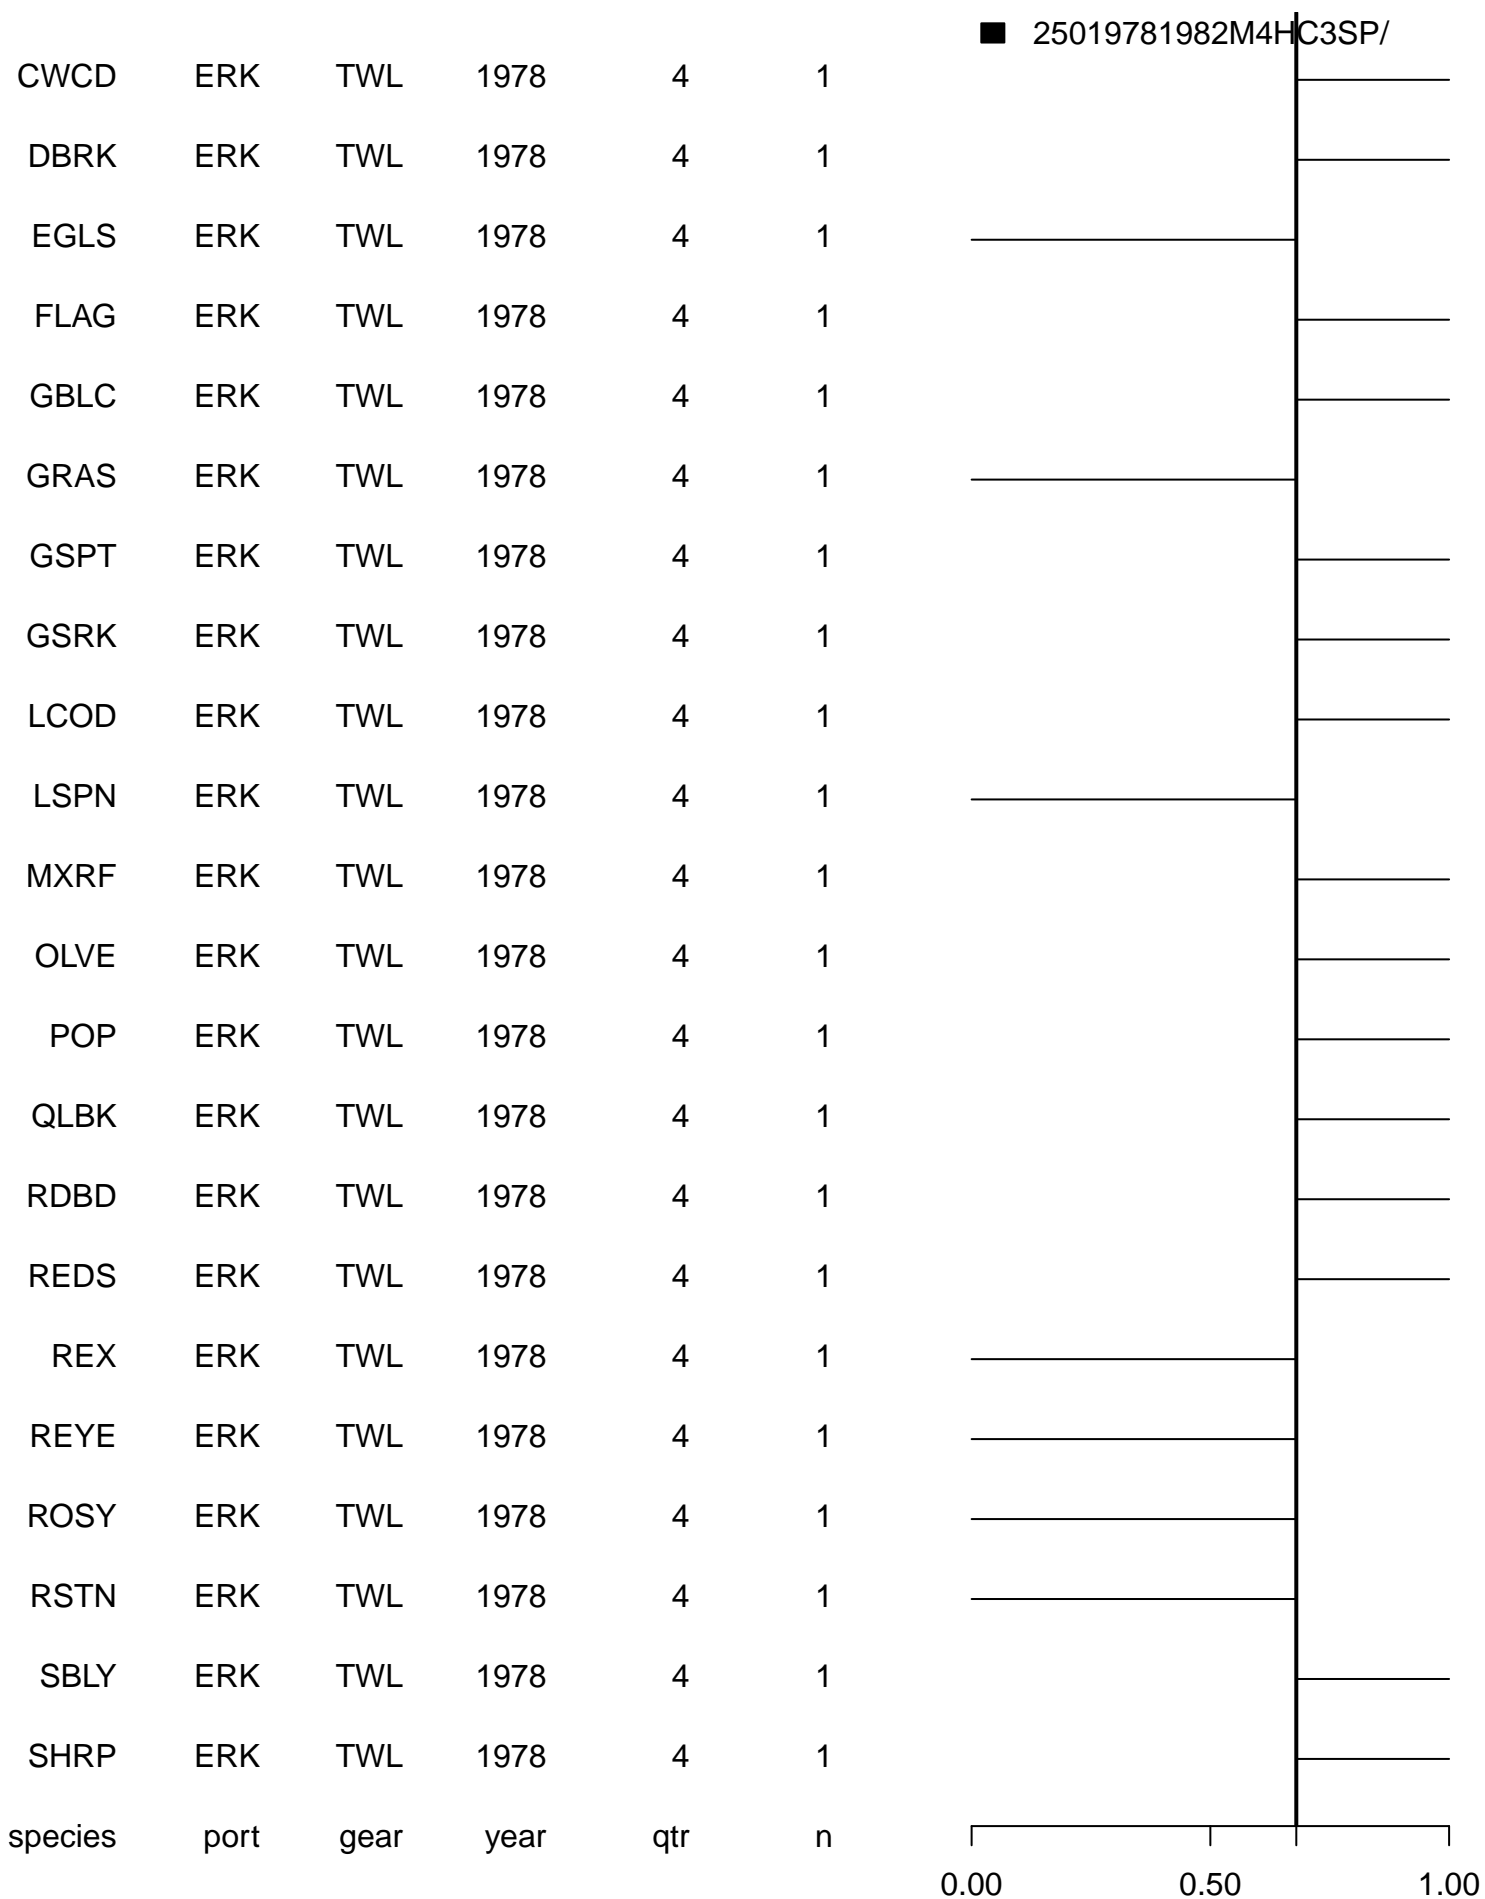 25019781982M4HC3SP/
CWCD ERK TWL 1978 4 1
DBRK ERK TWL 1978 4 1
EGLS ERK TWL 1978 4 1
FLAG ERK TWL 1978 4 1
GBLC ERK TWL 1978 4 1
GRAS ERK TWL 1978 4 1
GSPT ERK TWL 1978 4 1
GSRK ERK TWL 1978 4 1
LCOD ERK TWL 1978 4 1
LSPN ERK TWL 1978 4 1
MXRF ERK TWL 1978 4 1
OLVE ERK TWL 1978 4 1
POP ERK TWL 1978 4 1
QLBK ERK TWL 1978 4 1
RDBD ERK TWL 1978 4 1
REDS ERK TWL 1978 4 1
REX ERK TWL 1978 4 1
REYE ERK TWL 1978 4 1
ROSY ERK TWL 1978 4 1
RSTN ERK TWL 1978 4 1
SBLY ERK TWL 1978 4 1
SHRP ERK TWL 1978 4 1
species port gear year qtr n
0.00 0.50 1.00